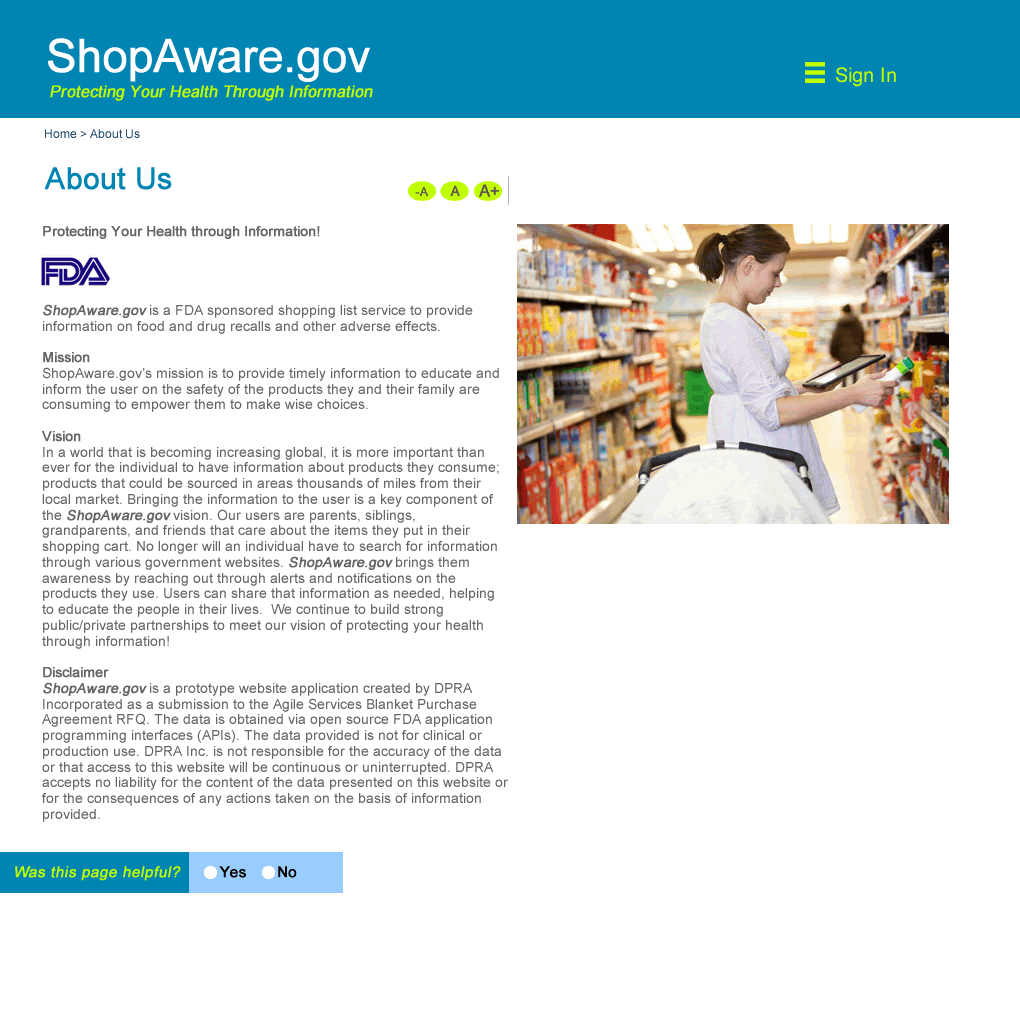 ShopAware.gov
Protecting Your Health Through Information
Sign In
Home > About Us
About Us
-A A A+
Protecting Your Health through Information!
FDA
ShopAware.gov is a FDA sponsored shopping list service to provide
information on food and drug recalls and other adverse effects.
Mission
ShopAware.gov's mission is to provide timely information to educate and
inform the user on the safety of the products they and their family are
consuming to empower them to make wise choices.
Vision
In a world that is becoming increasing global, it is more important than
ever for the individual to have information about products they consume;
products that could be sourced in areas thousands of miles from their
local market. Bringing the information to the user is a key component of
the ShopAware.gov vision. Our users are parents, siblings,
grandparents, and friends that care about the items they put in their
shopping cart. No longer will an individual have to search for information
through various government websites. ShopAware.gov brings them
awareness by reaching out through alerts and notifications on the
products they use. Users can share that information as needed, helping
to educate the people in their lives.  We continue to build strong
public/private partnerships to meet our vision of protecting your health
through information!
Disclaimer
ShopAware.gov is a prototype website application created by DPRA
Incorporated as a submission to the Agile Services Blanket Purchase
Agreement RFQ. The data is obtained via open source FDA application
programming interfaces (APIs). The data provided is not for clinical or
production use. DPRA Inc. is not responsible for the accuracy of the data
or that access to this website will be continuous or uninterrupted. DPRA
accepts no liability for the content of the data presented on this website or
for the consequences of any actions taken on the basis of information
provided.
Was this page helpful? Yes No